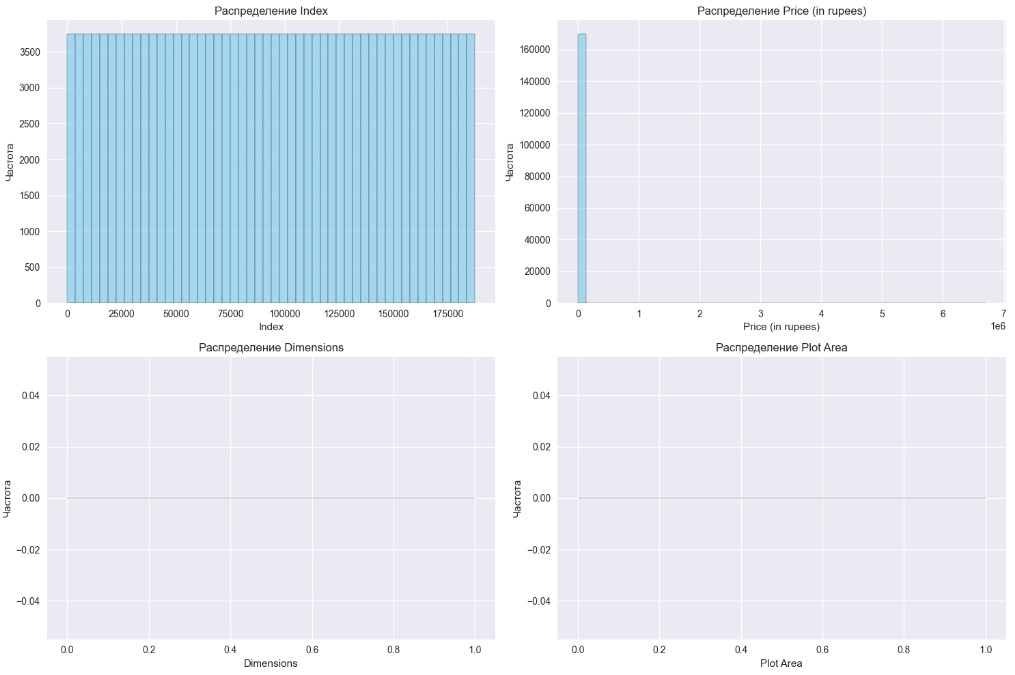 Распределение Index
Частота
3500
3000
2500
2000
1500
1000
500
0
0 25000 50000 75000 100000 125000 150000 175000
Index
Распределение Price (in rupees)
Частота
160000
140000
120000
100000
80000
60000
40000
20000
0
0 1 2 3 4 5 6 7
1e6
Price (in rupees)
Распределение Dimensions
Частота
0.04
0.02
0.00
−0.02
−0.04
0.0 0.2 0.4 0.6 0.8 1.0
Dimensions
Распределение Plot Area
Частота
0.04
0.02
0.00
−0.02
−0.04
0.0 0.2 0.4 0.6 0.8 1.0
Plot Area